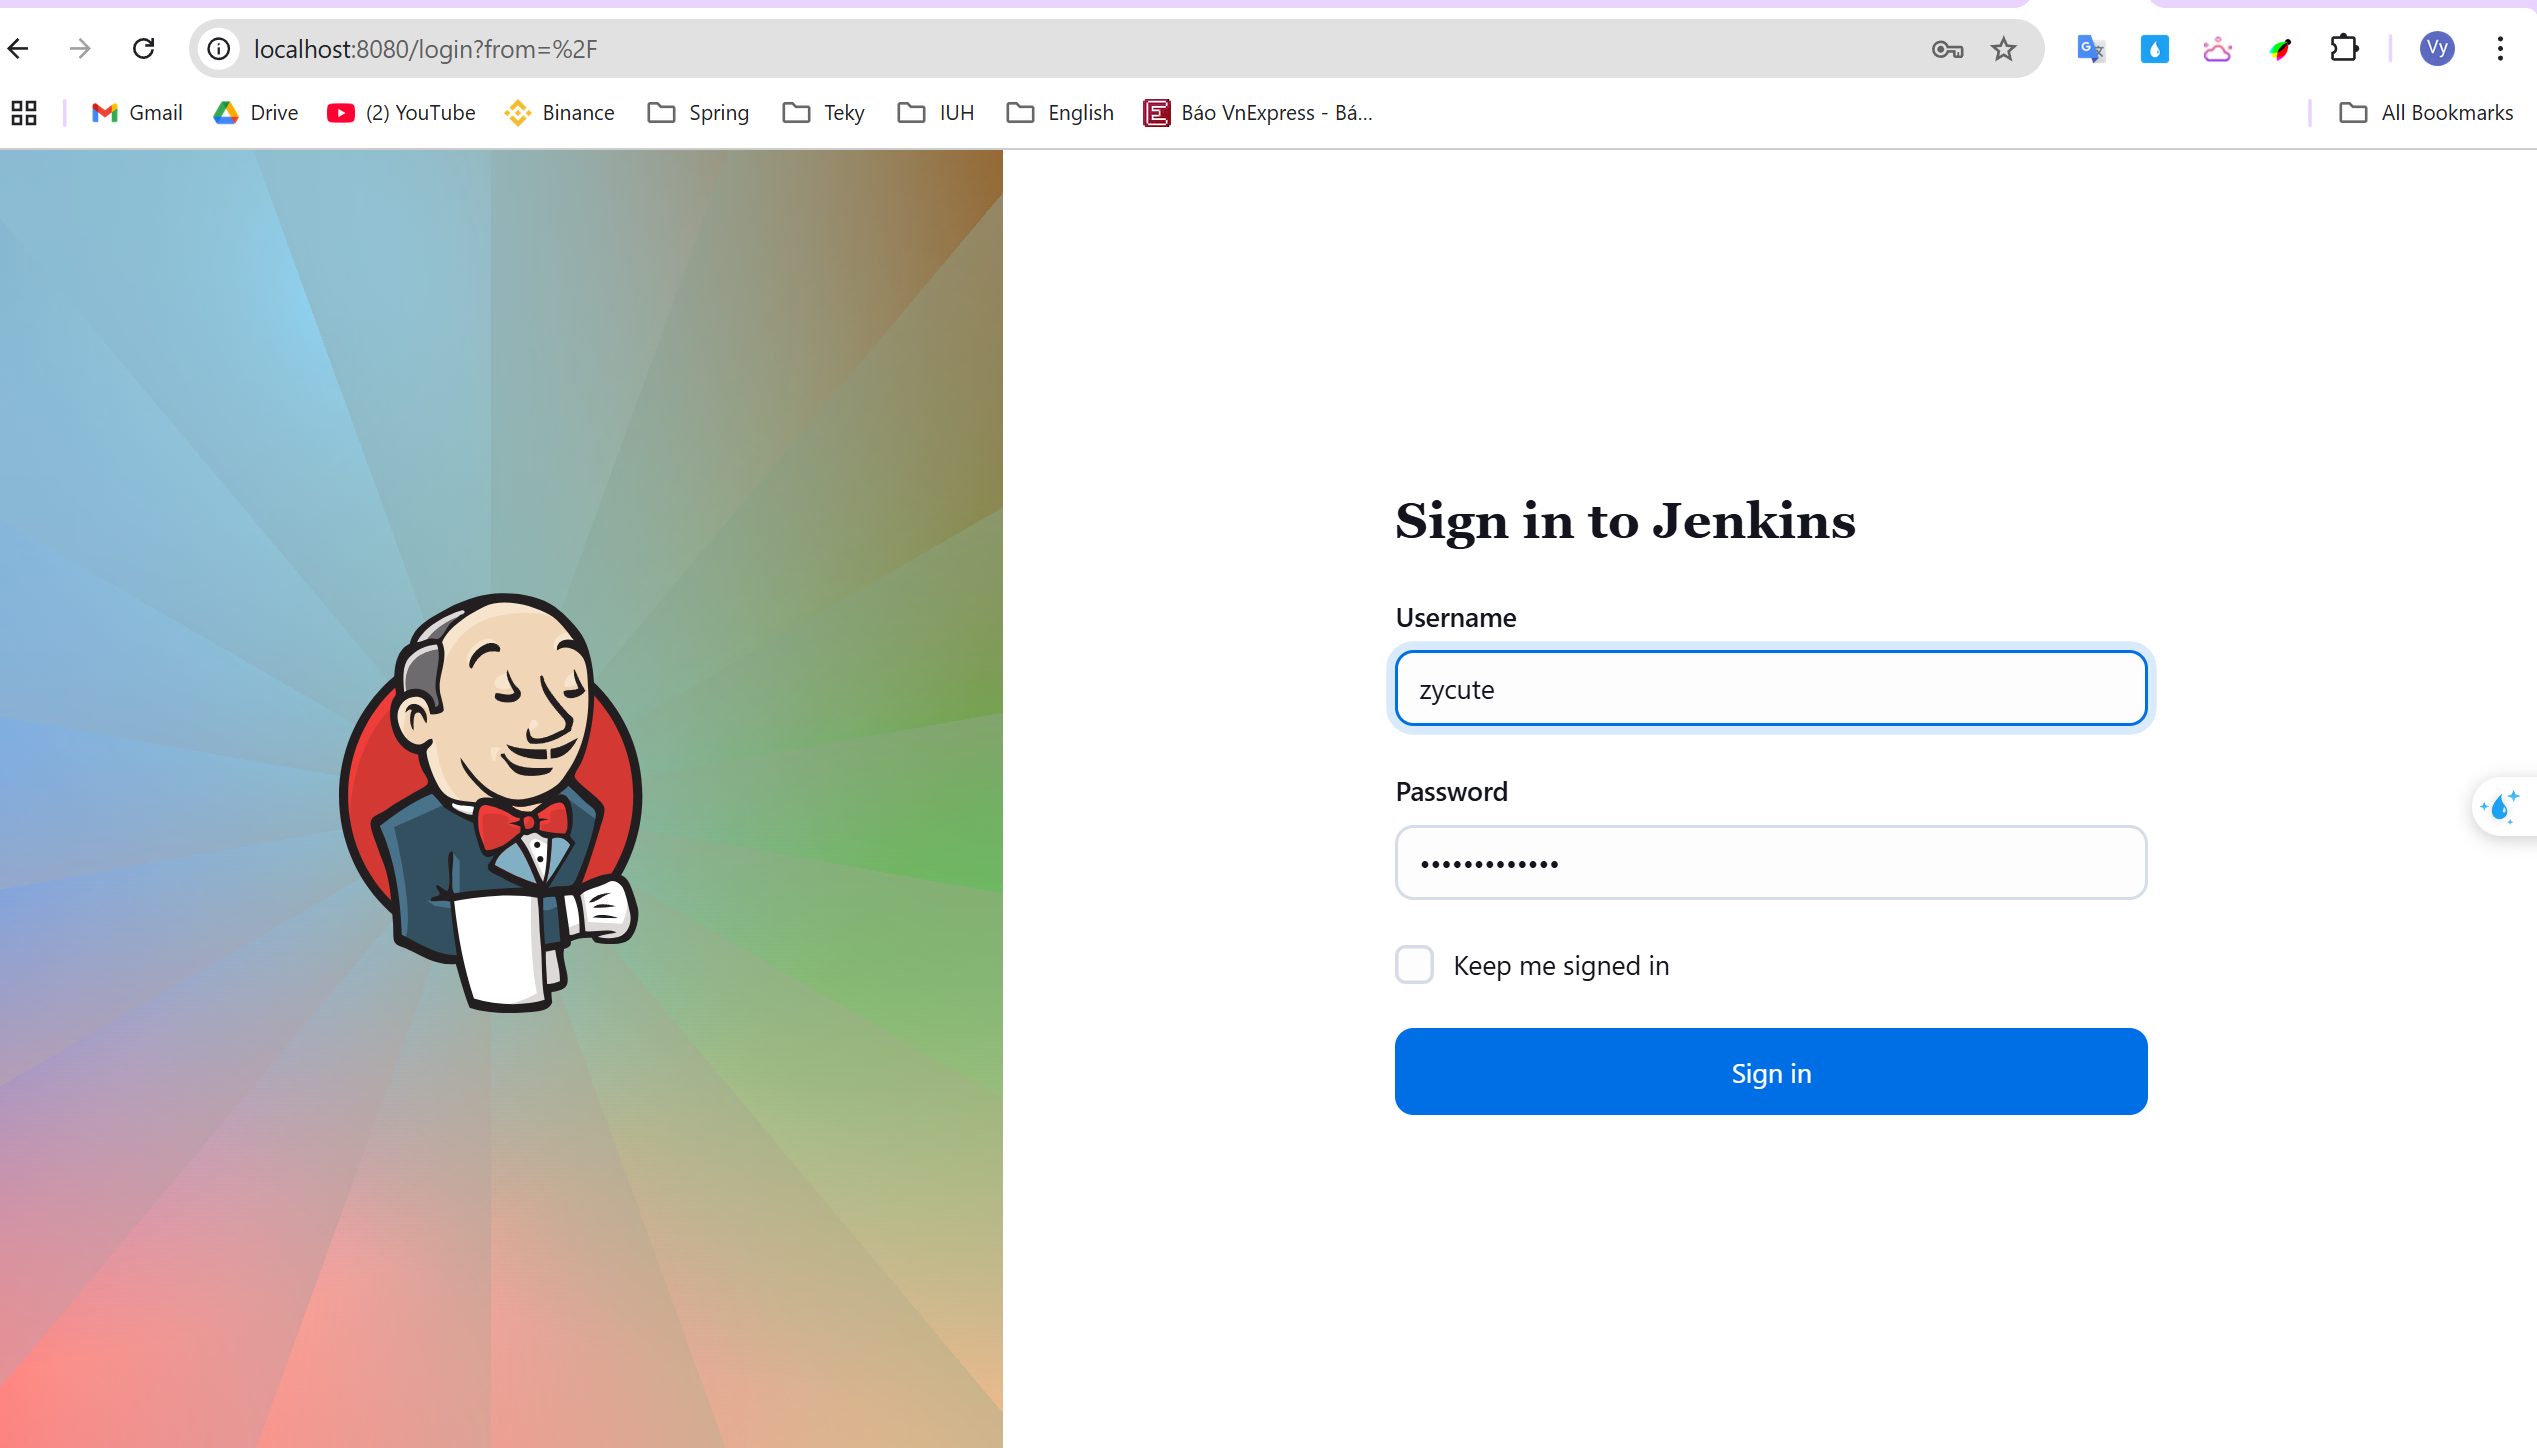 localhost:8080/login?from=%2F
Vy
Gmail
Drive
(2) YouTube
Binance
Spring
Teky
IUH
English
Báo VnExpress - Bá...
All Bookmarks
Sign in to Jenkins
Username
zycute
Password
•••••••••••••
Keep me signed in
Sign in